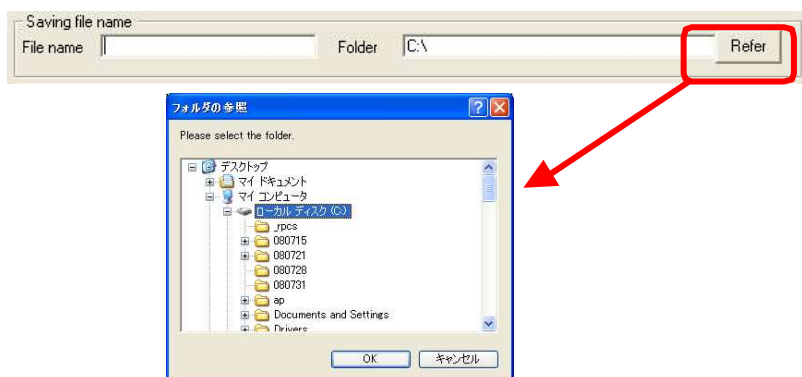 Saving file name
File name Folder C:\ Refer
フォルダの参照
Please select the folder.
デスクトップ
マイ ドキュメント
マイ コンピュータ
ローカル ディスク (C:)
_rpcs
080715
080721
080728
080731
ap
Documents and Settings
Drivers
OK キャンセル